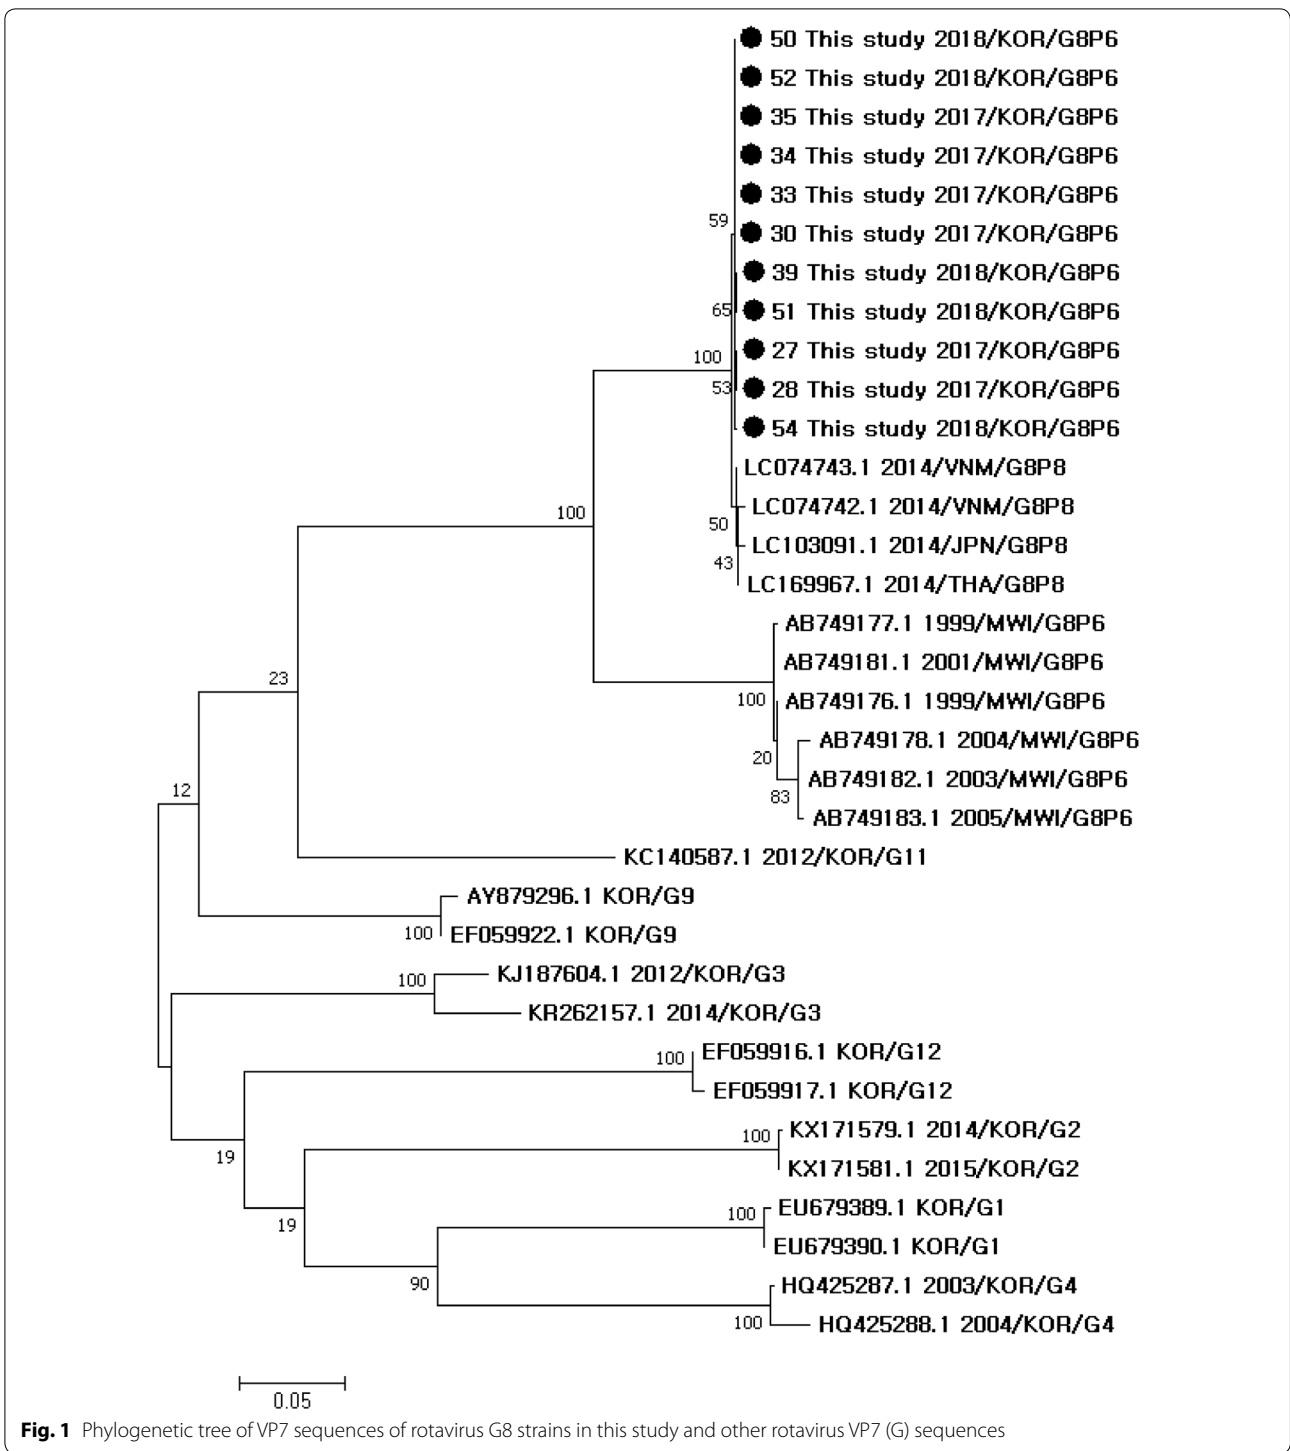 50 This study 2018/KOR/G8P6
52 This study 2018/KOR/G8P6
35 This study 2017/KOR/G8P6
34 This study 2017/KOR/G8P6
33 This study 2017/KOR/G8P6
59
30 This study 2017/KOR/G8P6
39 This study 2018/KOR/G8P6
65
51 This study 2018/KOR/G8P6
100
27 This study 2017/KOR/G8P6
53
28 This study 2017/KOR/G8P6
54 This study 2018/KOR/G8P6
LC074743.1 2014/VNM/G8P8
100
LC074742.1 2014/VNM/G8P8
50
LC103091.1 2014/JPN/G8P8
43
LC169967.1 2014/THA/G8P8
AB749177.1 1999/MWI/G8P6
AB749181.1 2001/MWI/G8P6
23
100
AB749176.1 1999/MWI/G8P6
AB749178.1 2004/MWI/G8P6
20
AB749182.1 2003/MWI/G8P6
12
83
AB749183.1 2005/MWI/G8P6
KC140587.1 2012/KOR/G11
AY879296.1 KOR/G9
100
EF059922.1 KOR/G9
100
KJ187604.1 2012/KOR/G3
KR262157.1 2014/KOR/G3
100
EF059916.1 KOR/G12
EF059917.1 KOR/G12
100
KX171579.1 2014/KOR/G2
19
KX171581.1 2015/KOR/G2
100
EU679389.1 KOR/G1
19
EU679390.1 KOR/G1
90
HQ425287.1 2003/KOR/G4
100
HQ425288.1 2004/KOR/G4
0.05
Fig. 1 Phylogenetic tree of VP7 sequences of rotavirus G8 strains in this study and other rotavirus VP7 (G) sequences